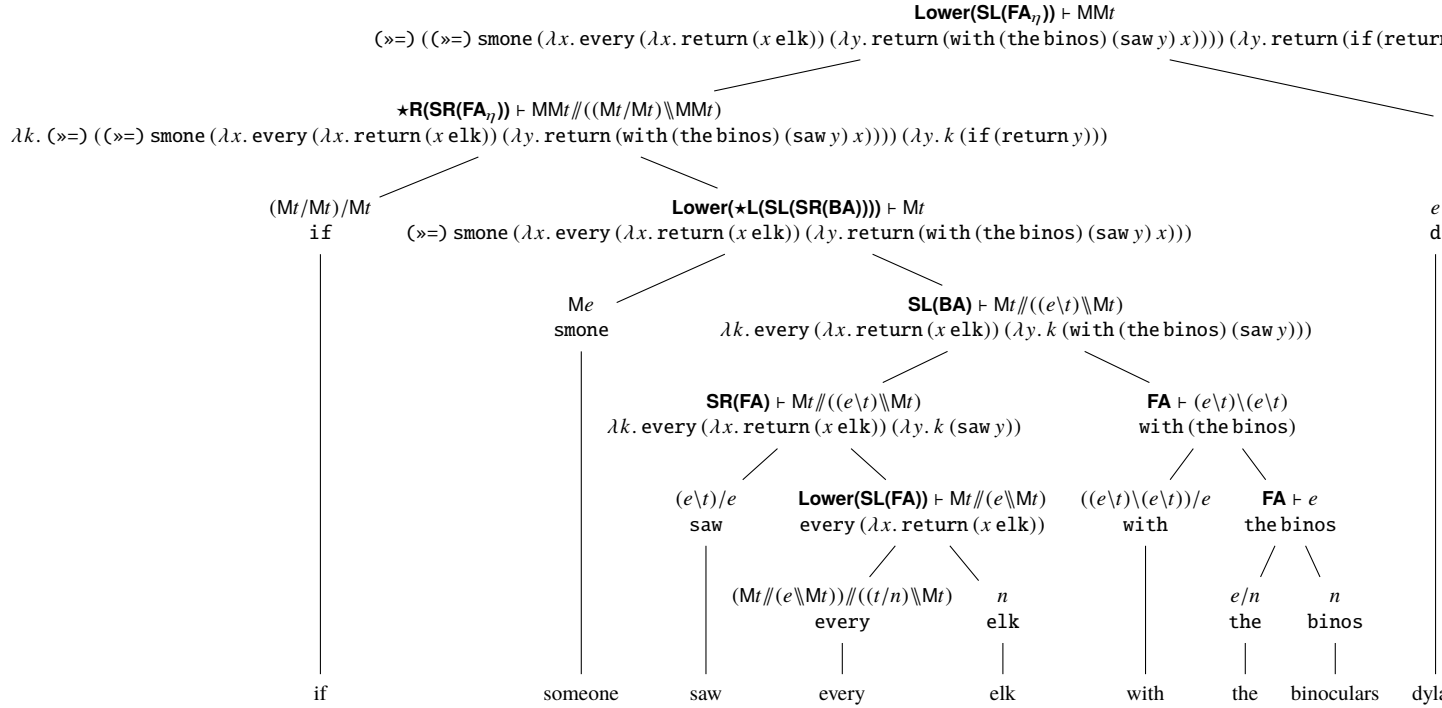 Lower(SL(FAη)) ⊢ MMt
(»=) ((»=) smone (λx. every (λx. return (x elk)) (λy. return (with (the binos) (saw y) x)))) (λy. return (if (return
★R(SR(FAη)) ⊢ MMt⫽((Mt/Mt)⑊MMt)
λk. (»=) ((»=) smone (λx. every (λx. return (x elk)) (λy. return (with (the binos) (saw y) x)))) (λy. k (if (return y)))
(Mt/Mt)/Mt Lower(★L(SL(SR(BA)))) ⊢ Mt e
if (»=) smone (λx. every (λx. return (x elk)) (λy. return (with (the binos) (saw y) x))) d
Me SL(BA) ⊢ Mt⫽((e\t)⑊Mt)
smone λk. every (λx. return (x elk)) (λy. k (with (the binos) (saw y)))
SR(FA) ⊢ Mt⫽((e\t)⑊Mt) FA ⊢ (e\t)\(e\t)
λk. every (λx. return (x elk)) (λy. k (saw y)) with (the binos)
(e\t)/e Lower(SL(FA)) ⊢ Mt⫽(e⑊Mt) ((e\t)\(e\t))/e FA ⊢ e
saw every (λx. return (x elk)) with the binos
(Mt⫽(e⑊Mt))⫽((t/n)⑊Mt) n e/n n
every elk the binos
if someone saw every elk with the binoculars dyla